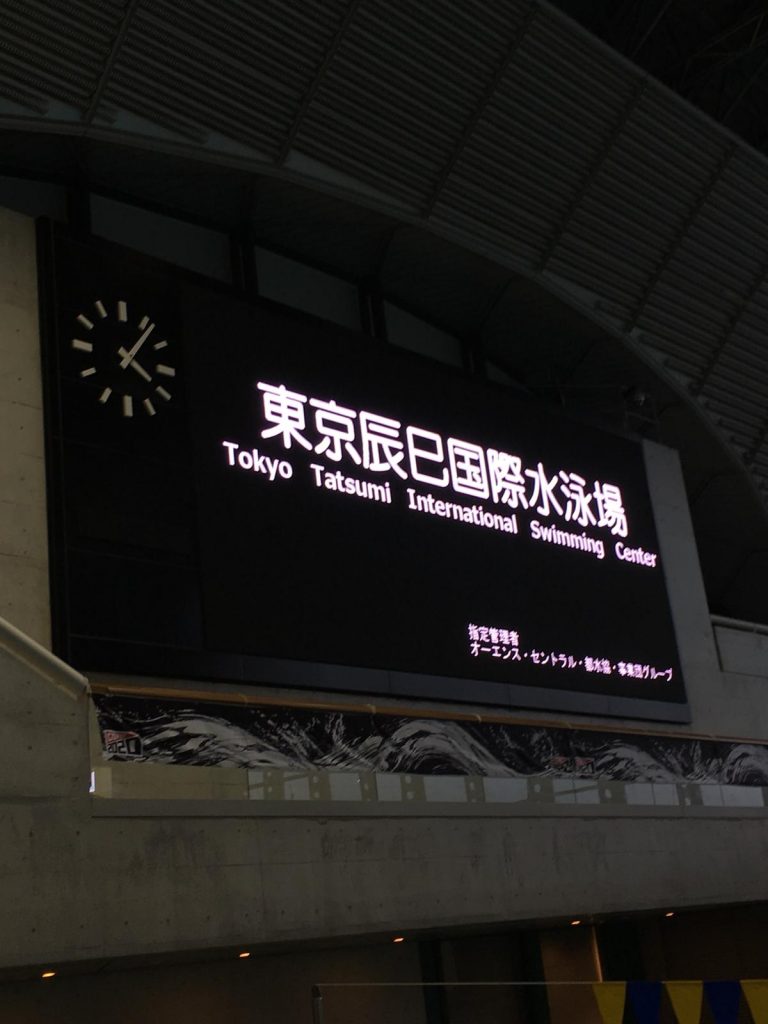 東京辰巳国際水泳場
Tokyo Tatsumi International Swimming Center
指定管理者
オーエンス・セントラル・都水協・事業団グループ
2020